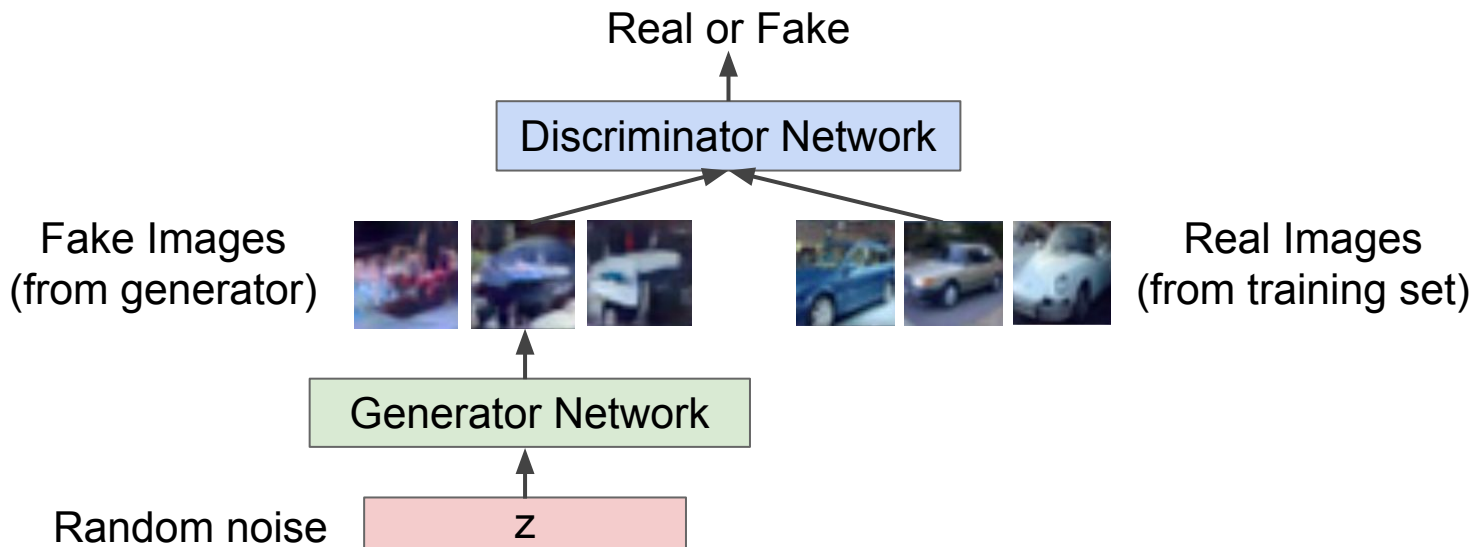 Real or Fake
Discriminator Network
Fake Images
(from generator)
Real Images
(from training set)
Generator Network
Random noise
z